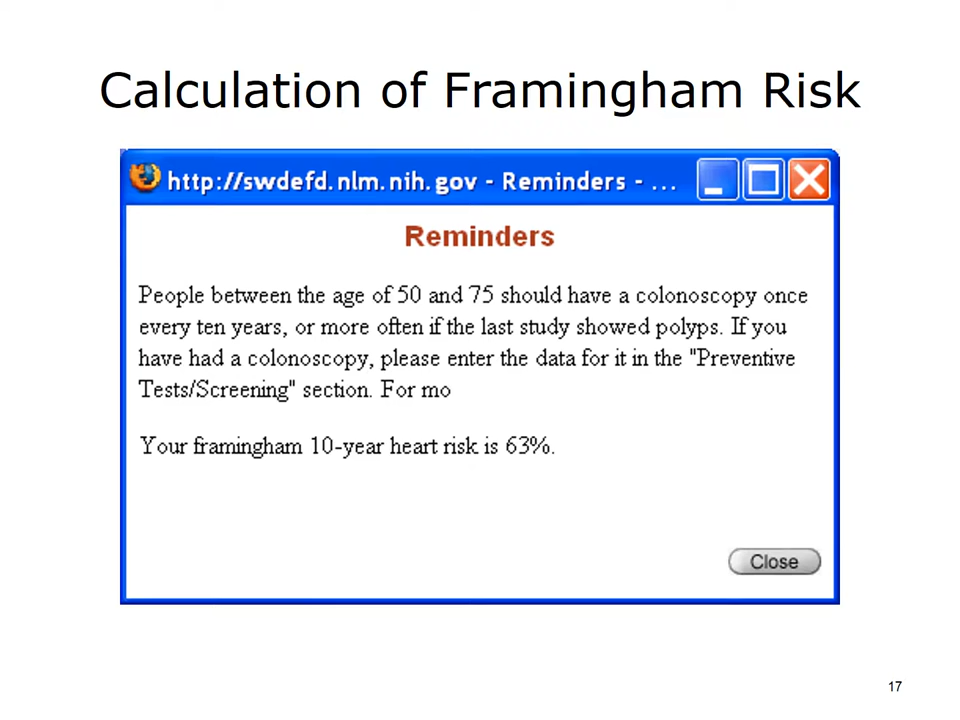 Calculation of Framingham Risk
http://swdefd.nlm.nih.gov - Reminders - ...
Reminders
People between the age of 50 and 75 should have a colonoscopy once
every ten years, or more often if the last study showed polyps. If you
have had a colonoscopy, please enter the data for it in the "Preventive
Tests/Screening" section. For mo
Your framingham 10-year heart risk is 63%.
Close
17